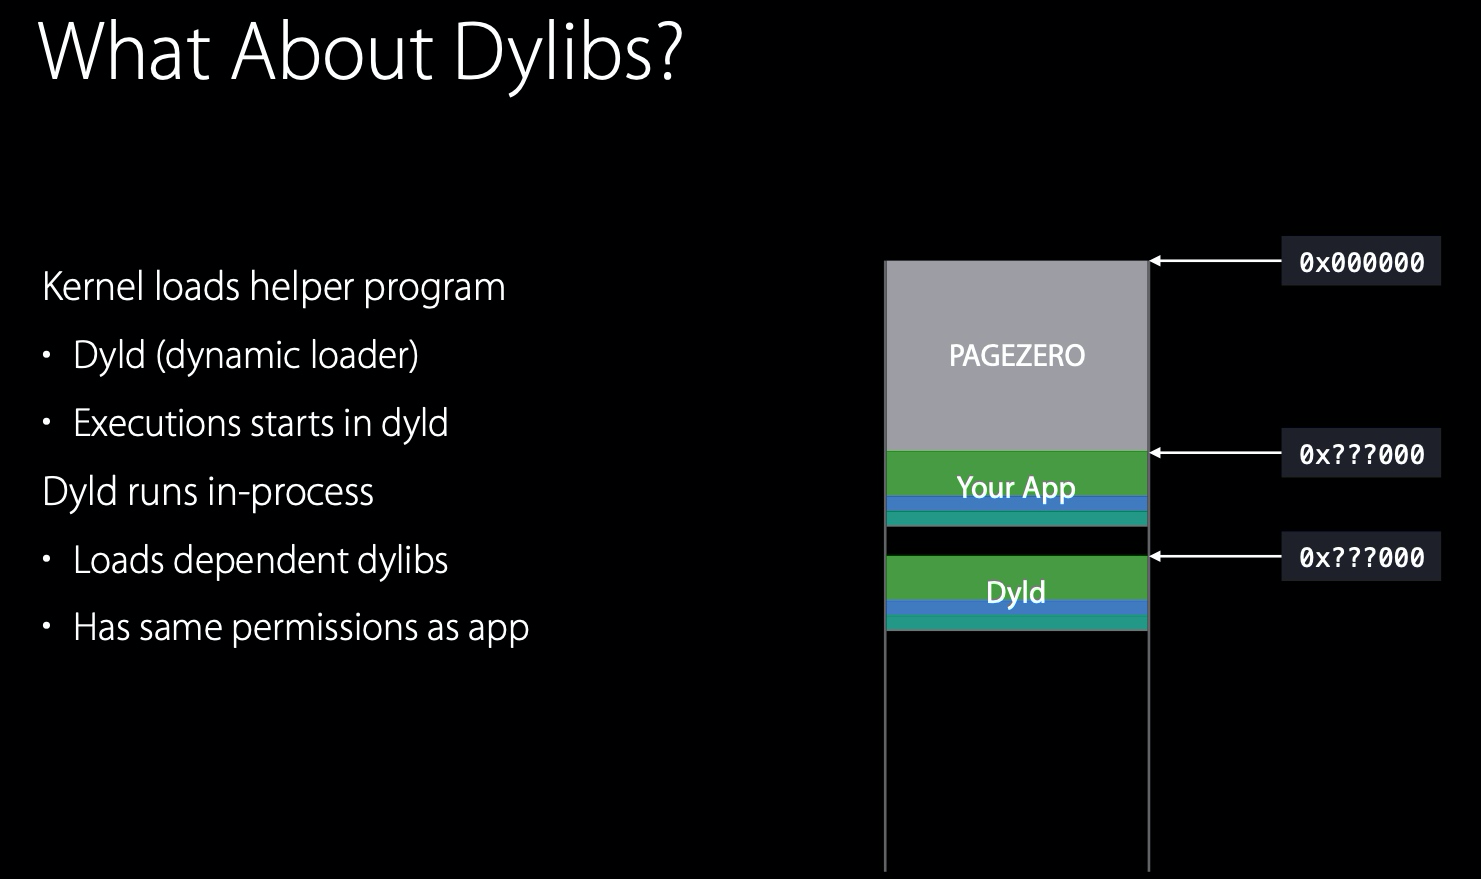 What About Dylibs?
Kernel loads helper program
• Dyld (dynamic loader)
• Executions starts in dyld
Dyld runs in-process
• Loads dependent dylibs
• Has same permissions as app
0x000000
PAGEZERO
0x???000
Your App
0x???000
Dyld